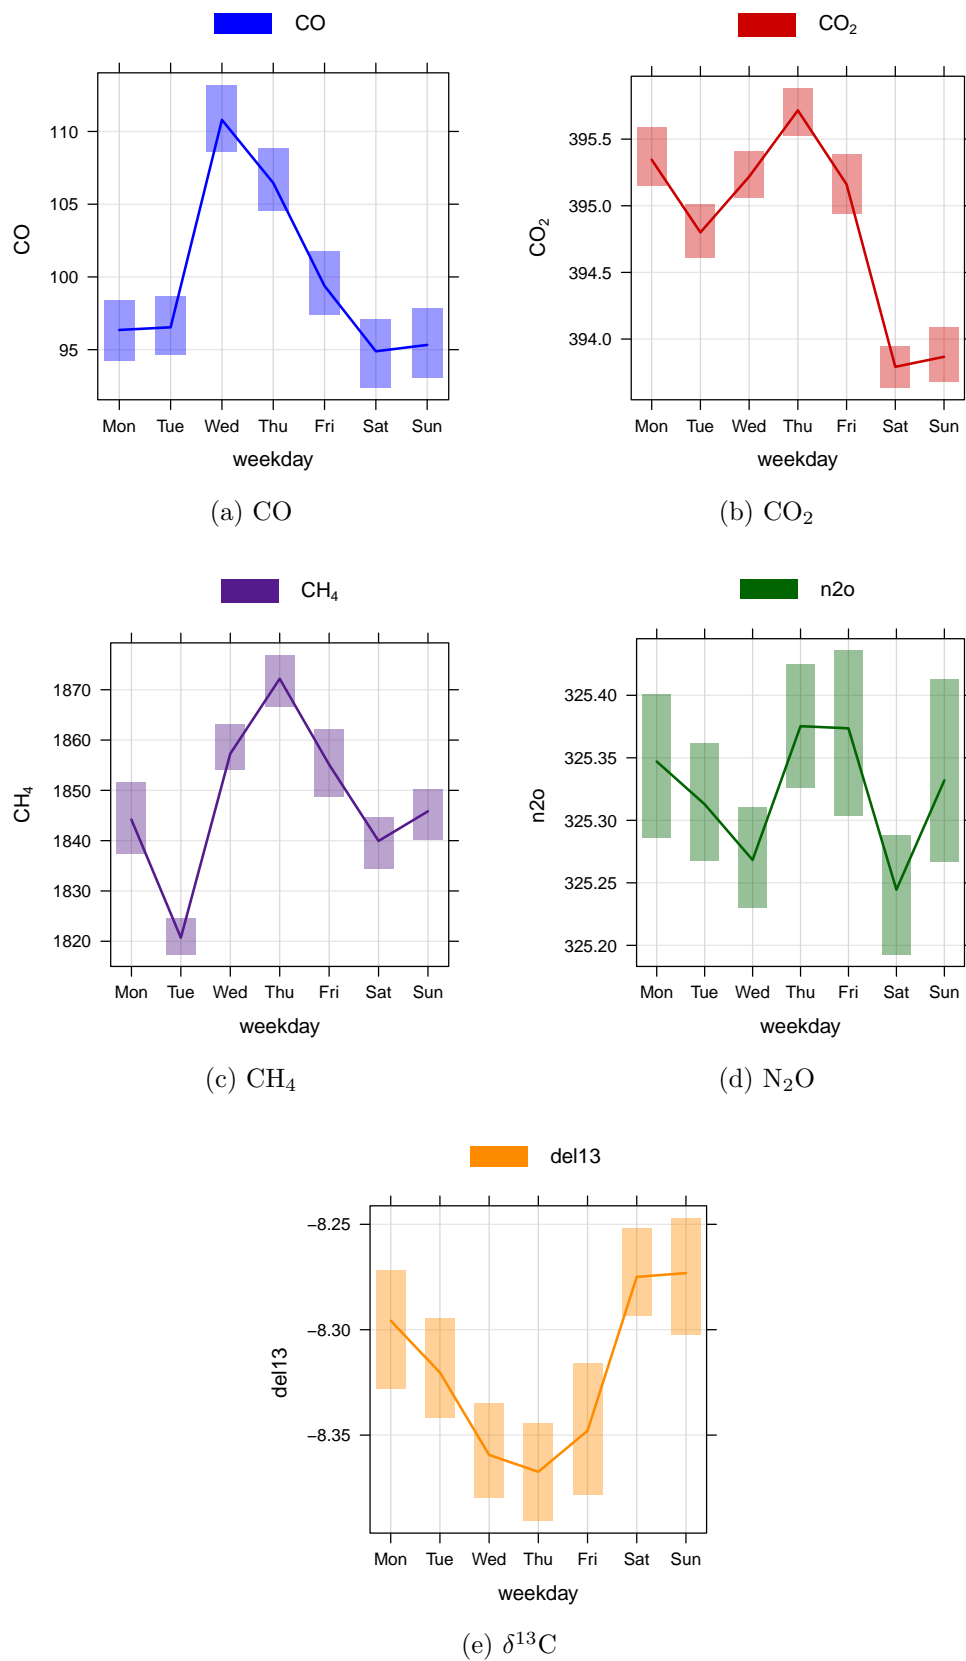 CO
110
105
100
95
CO
Mon Tue Wed Thu Fri Sat Sun
weekday
(a) CO
CO₂
395.5
395.0
394.5
394.0
CO₂
Mon Tue Wed Thu Fri Sat Sun
weekday
(b) CO₂
CH₄
1870
1860
1850
1840
1830
1820
CH₄
Mon Tue Wed Thu Fri Sat Sun
weekday
(c) CH₄
n2o
325.40
325.35
325.30
325.25
325.20
n2o
Mon Tue Wed Thu Fri Sat Sun
weekday
(d) N₂O
del13
−8.25
−8.30
−8.35
del13
Mon Tue Wed Thu Fri Sat Sun
weekday
(e) δ¹³C